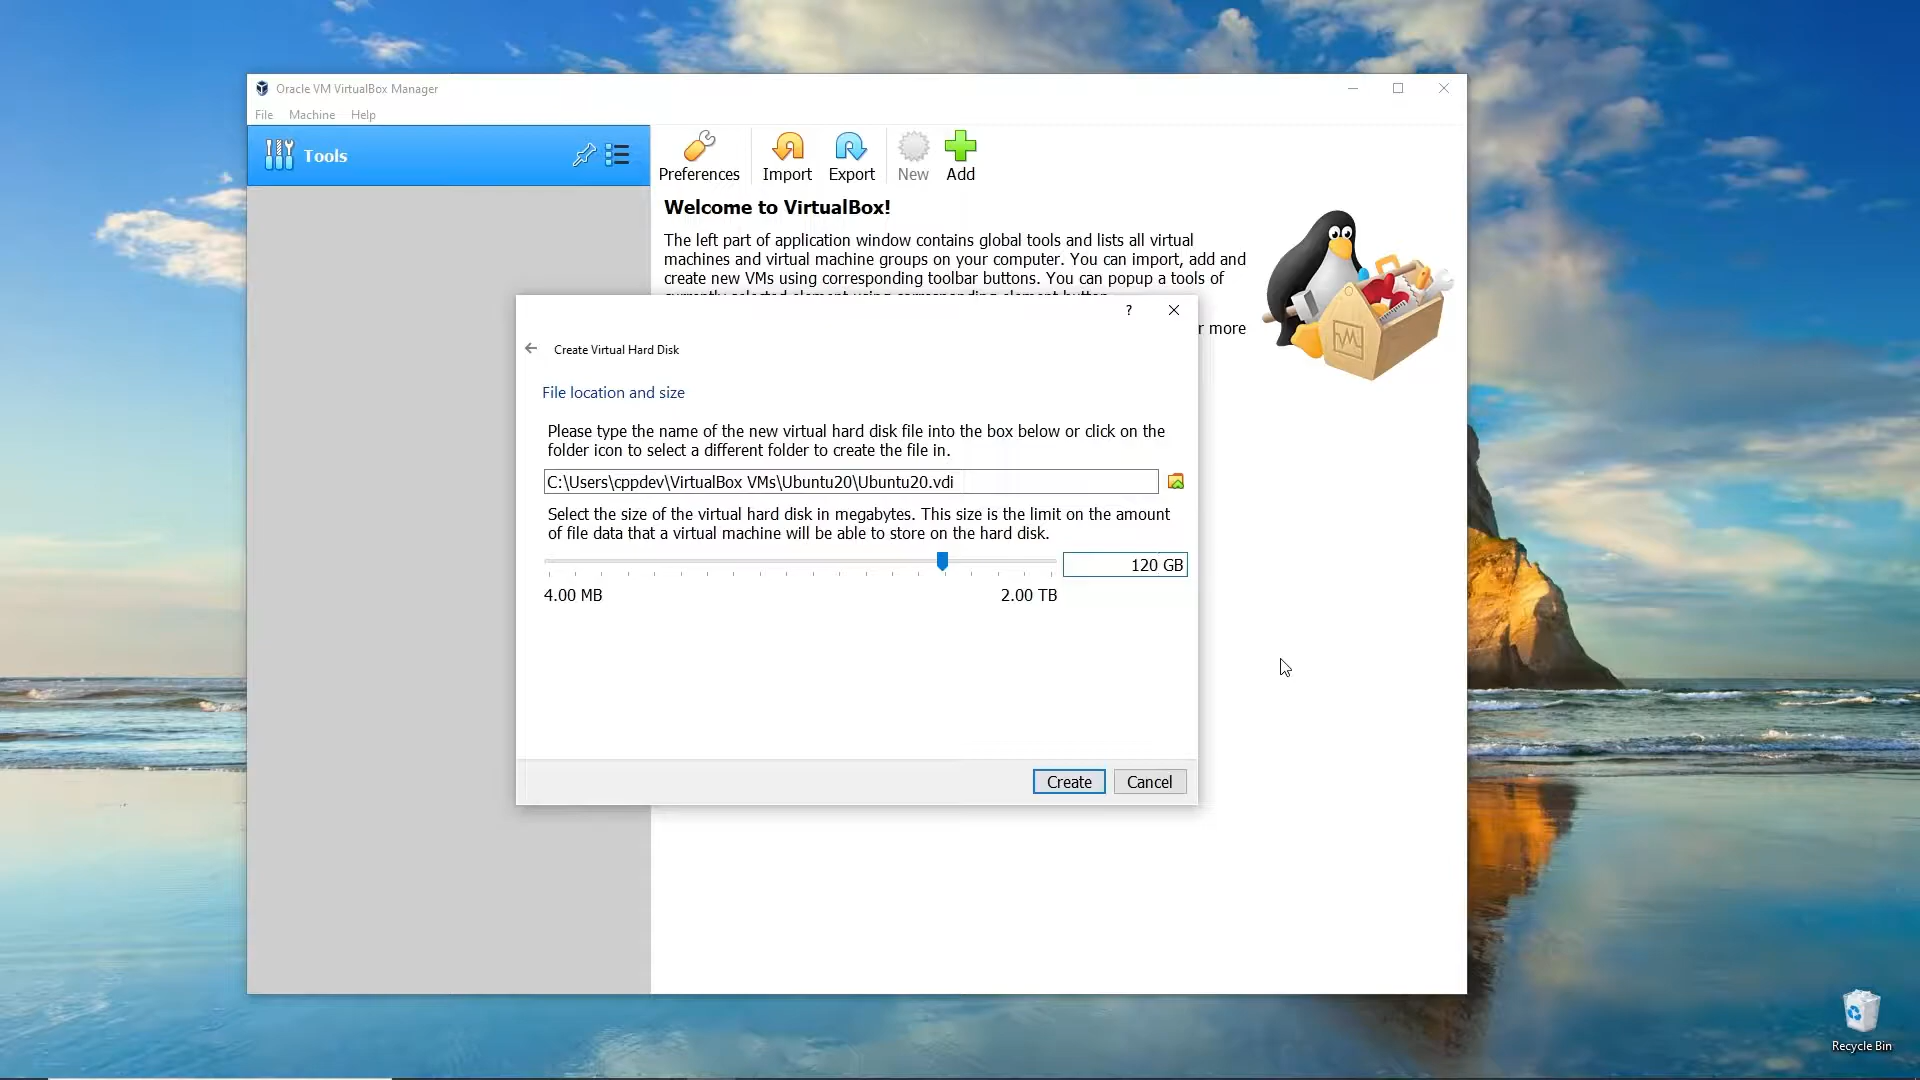 Oracle VM VirtualBox Manager
File Machine Help
Tools
Preferences Import Export New Add
Welcome to VirtualBox!
The left part of application window contains global tools and lists all virtual
machines and virtual machine groups on your computer. You can import, add and
create new VMs using corresponding toolbar buttons. You can popup a tools of
currently selected element using corresponding element button.
r more
?
Create Virtual Hard Disk
File location and size
Please type the name of the new virtual hard disk file into the box below or click on the
folder icon to select a different folder to create the file in.
C:\Users\cppdev\VirtualBox VMs\Ubuntu20\Ubuntu20.vdi
Select the size of the virtual hard disk in megabytes. This size is the limit on the amount
of file data that a virtual machine will be able to store on the hard disk.
120 GB
4.00 MB 2.00 TB
Create Cancel
Recycle Bin